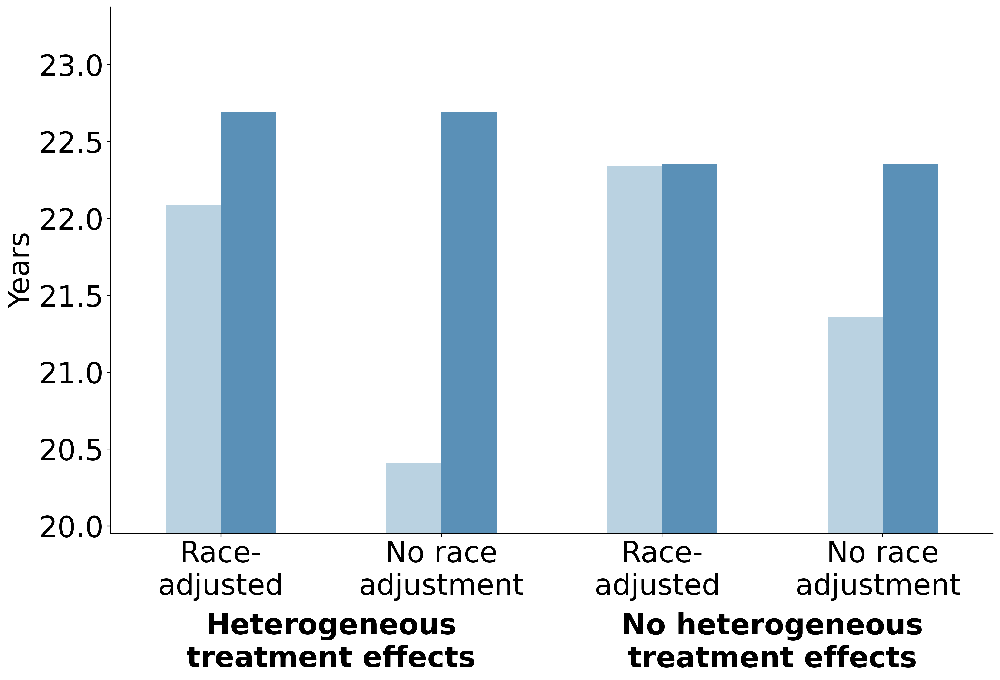 Years
23.0
22.5
22.0
21.5
21.0
20.5
20.0
Race-
adjusted
No race
adjustment
Race-
adjusted
No race
adjustment
Heterogeneous
treatment effects
No heterogeneous
treatment effects